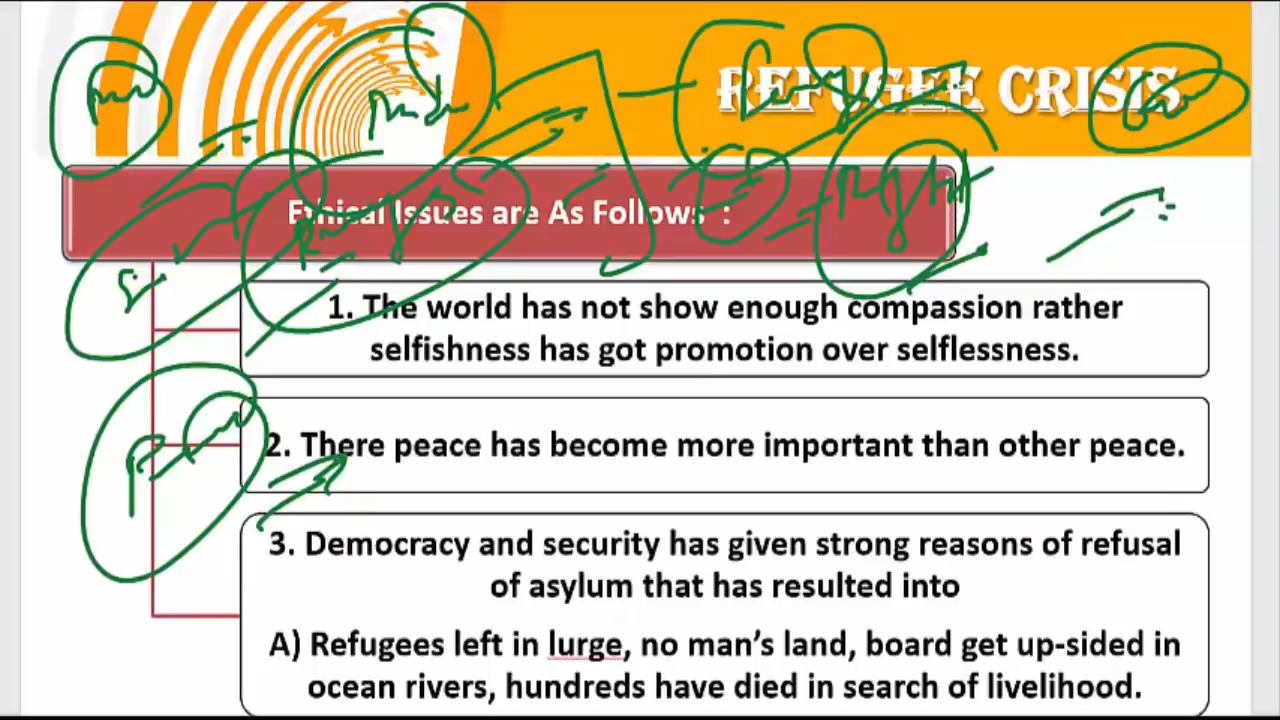 REFUGEE CRISIS
Ethical Issues are As Follows :
Right
1. The world has not show enough compassion rather
selfishness has got promotion over selflessness.
2. There peace has become more important than other peace.
3. Democracy and security has given strong reasons of refusal
of asylum that has resulted into
A) Refugees left in lurge, no man's land, board get up-sided in
ocean rivers, hundreds have died in search of livelihood.